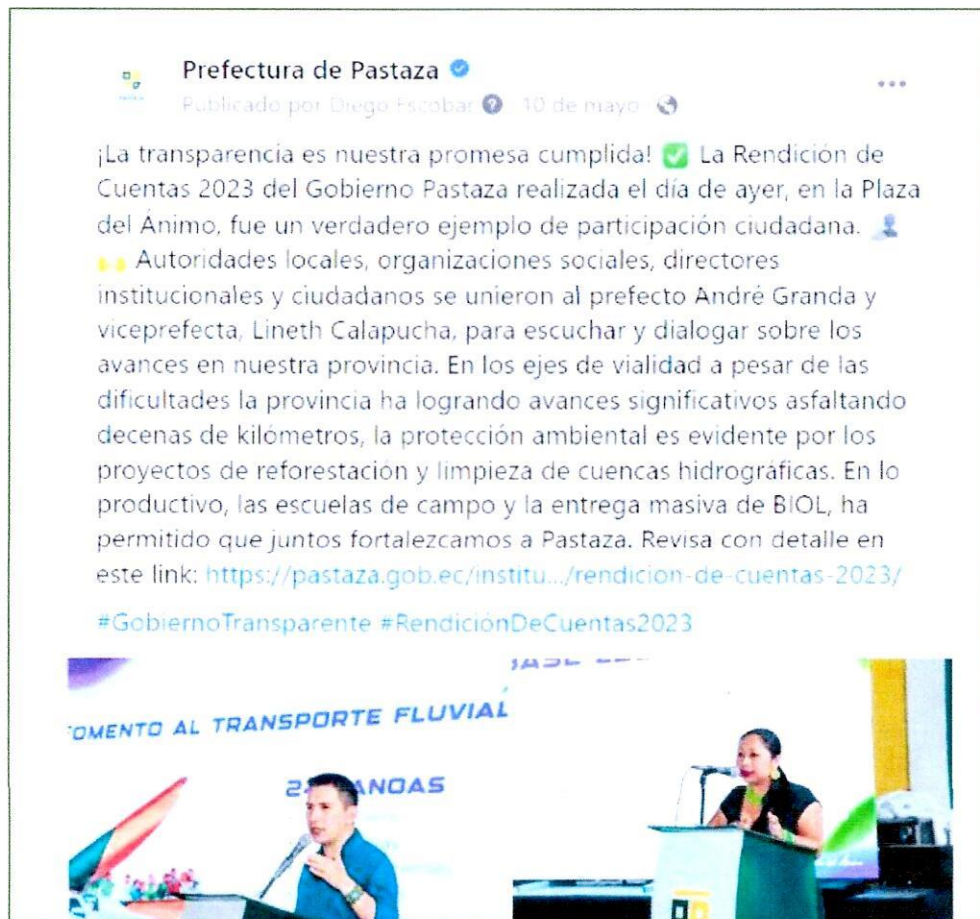 Prefectura de Pastaza
Publicado por Diego Escobar 10 de mayo
¡La transparencia es nuestra promesa cumplida! ✅ La Rendición de
Cuentas 2023 del Gobierno Pastaza realizada el día de ayer, en la Plaza
del Ánimo, fue un verdadero ejemplo de participación ciudadana.
Autoridades locales, organizaciones sociales, directores
institucionales y ciudadanos se unieron al prefecto André Granda y
viceprefecta, Lineth Calapucha, para escuchar y dialogar sobre los
avances en nuestra provincia. En los ejes de vialidad a pesar de las
dificultades la provincia ha logrando avances significativos asfaltando
decenas de kilómetros, la protección ambiental es evidente por los
proyectos de reforestación y limpieza de cuencas hidrográficas. En lo
productivo, las escuelas de campo y la entrega masiva de BIOL, ha
permitido que juntos fortalezcamos a Pastaza. Revisa con detalle en
este link: https://pastaza.gob.ec/institu.../rendicion-de-cuentas-2023/
#GobiernoTransparente #RendiciónDeCuentas2023
OMENTO AL TRANSPORTE FLUVIAL
ANOAS